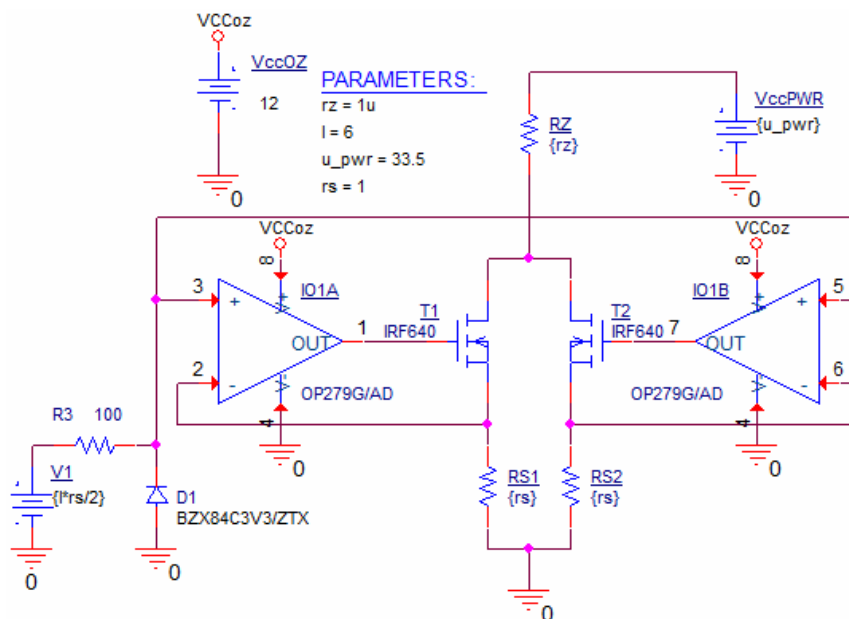 VCCoz
VccOZ
12
0
PARAMETERS:
rz = 1u
I = 6
u_pwr = 33.5
rs = 1
RZ
{rz}
VccPWR
{u_pwr}
0
VCCoz
8
3
+
V+
IO1A
OUT
1
2
-
V-
4
OP279G/AD
0
T1
IRF640
T2
IRF640
7
VCCoz
8
IO1B
5
+
V+
OUT
6
-
V-
4
OP279G/AD
0
R3 100
V1
{I*rs/2}
0
D1
BZX84C3V3/ZTX
0
RS1
{rs}
RS2
{rs}
0